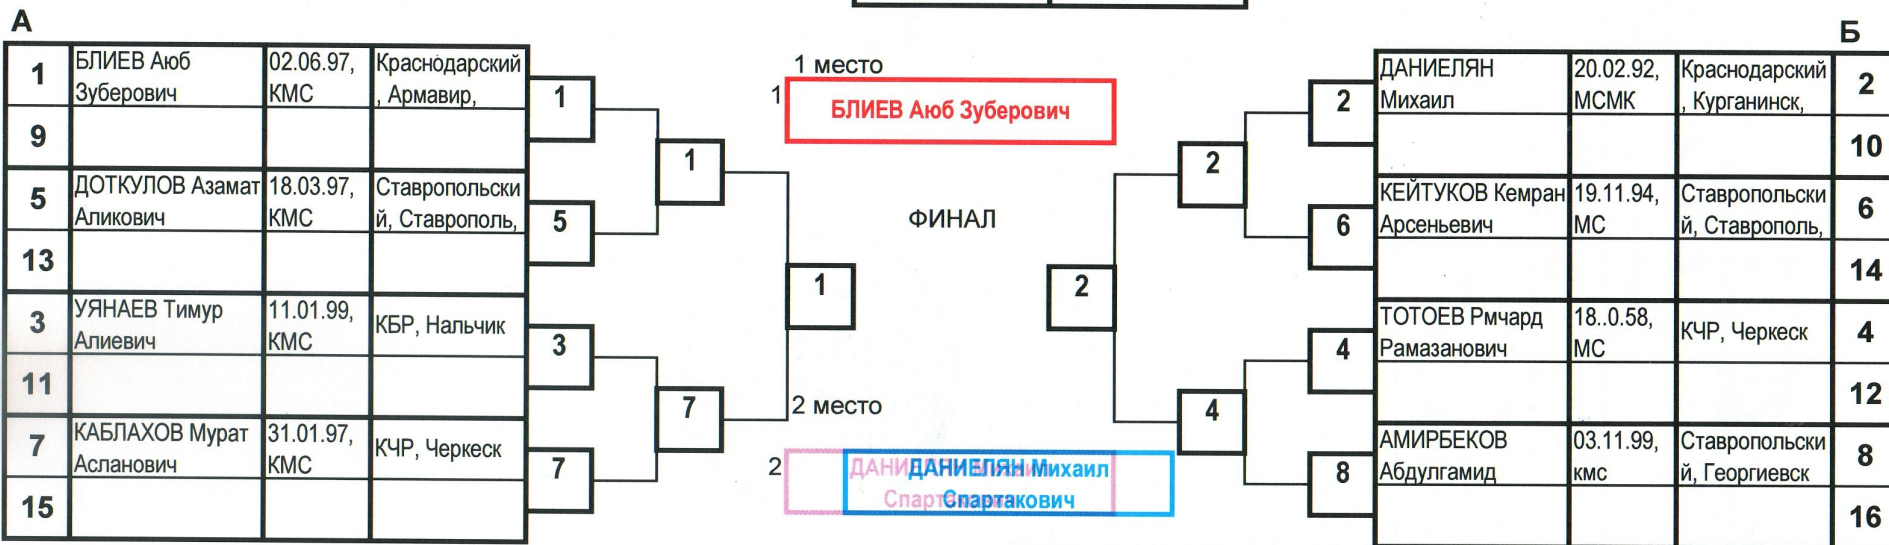 А
Б
1
БЛИЕВ Аюб
Зуберович
02.06.97,
КМС
Краснодарский
, Армавир,
9
5
ДОТКУЛОВ Азамат
Аликович
18.03.97,
КМС
Ставропольски
й, Ставрополь,
13
3
УЯНАЕВ Тимур
Алиевич
11.01.99,
КМС
КБР, Нальчик
11
7
КАБЛАХОВ Мурат
Асланович
31.01.97,
КМС
КЧР, Черкеск
15
1
5
3
7
1
7
1
1 место
1
БЛИЕВ Аюб Зуберович
ФИНАЛ
2 место
2
ДАНИЕЛЯН Михаил
Спартакович
2
2
4
2
6
4
8
ДАНИЕЛЯН
Михаил
20.02.92,
МСМК
Краснодарский
, Курганинск,
2
10
КЕЙТУКОВ Кемран
Арсеньевич
19.11.94,
МС
Ставропольски
й, Ставрополь,
6
14
ТОТОЕВ Рмчард
Рамазанович
18..0.58,
МС
КЧР, Черкеск
4
12
АМИРБЕКОВ
Абдулгамид
03.11.99,
кмс
Ставропольски
й, Георгиевск
8
16